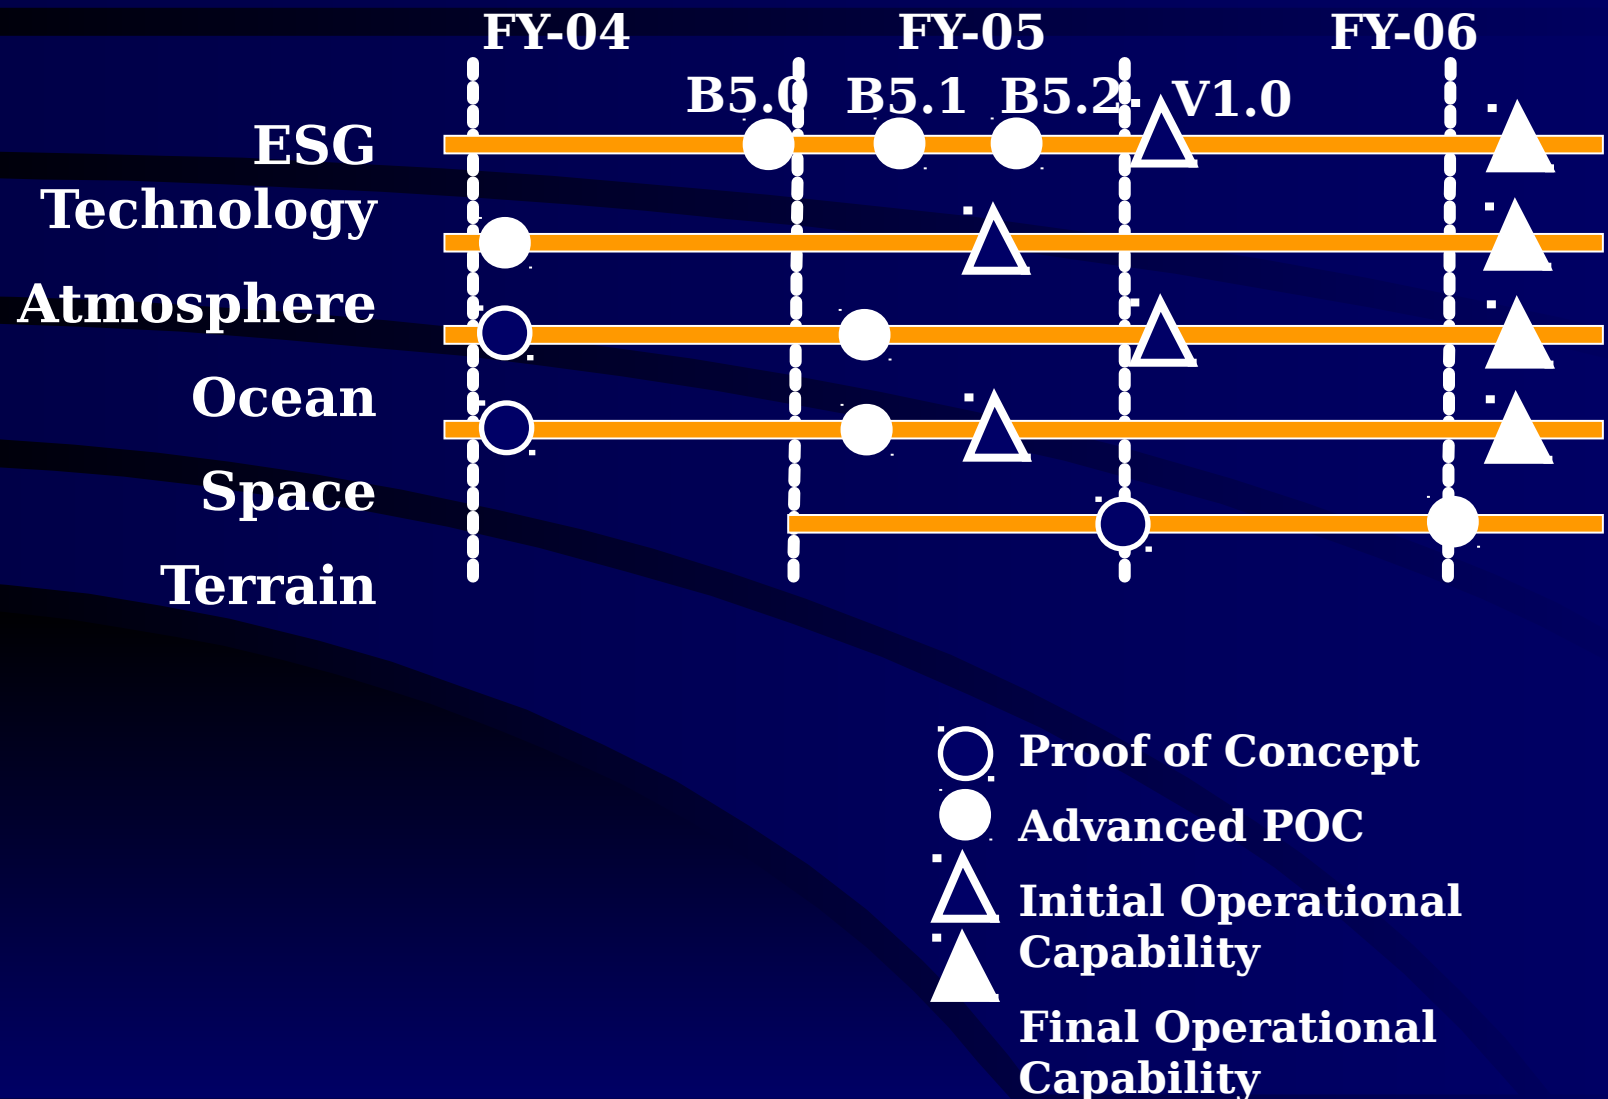 FY-04 FY-05 FY-06
B5.0 B5.1 B5.2 V1.0
ESG
Technology
Atmosphere
Ocean
Space
Terrain
Proof of Concept
Advanced POC
Initial Operational
Capability
Final Operational
Capability